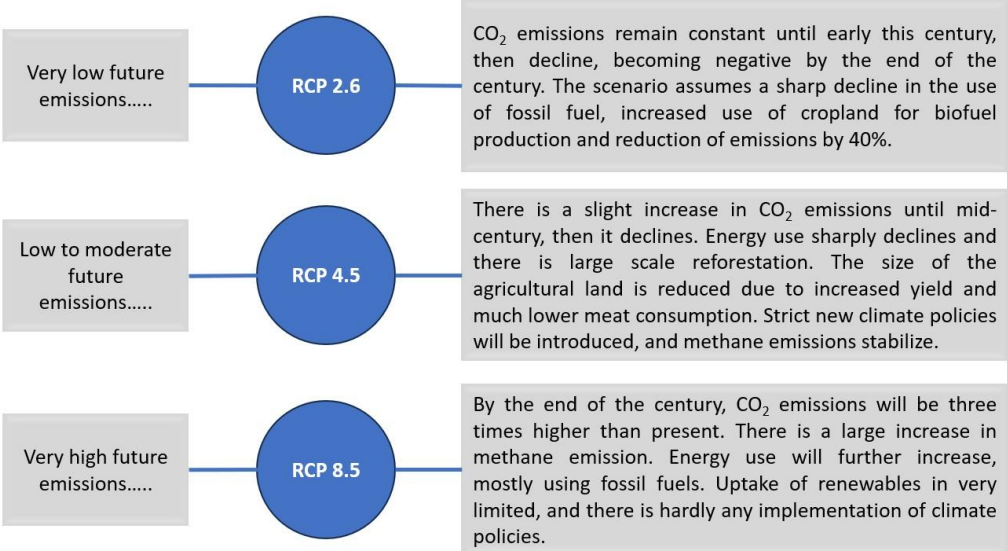 Very low future
emissions.....
RCP 2.6
CO₂ emissions remain constant until early this century,
then decline, becoming negative by the end of the
century. The scenario assumes a sharp decline in the use
of fossil fuel, increased use of cropland for biofuel
production and reduction of emissions by 40%.
Low to moderate
future
emissions.....
RCP 4.5
There is a slight increase in CO₂ emissions until mid-
century, then it declines. Energy use sharply declines and
there is large scale reforestation. The size of the
agricultural land is reduced due to increased yield and
much lower meat consumption. Strict new climate policies
will be introduced, and methane emissions stabilize.
Very high future
emissions.....
RCP 8.5
By the end of the century, CO₂ emissions will be three
times higher than present. There is a large increase in
methane emission. Energy use will further increase,
mostly using fossil fuels. Uptake of renewables in very
limited, and there is hardly any implementation of climate
policies.